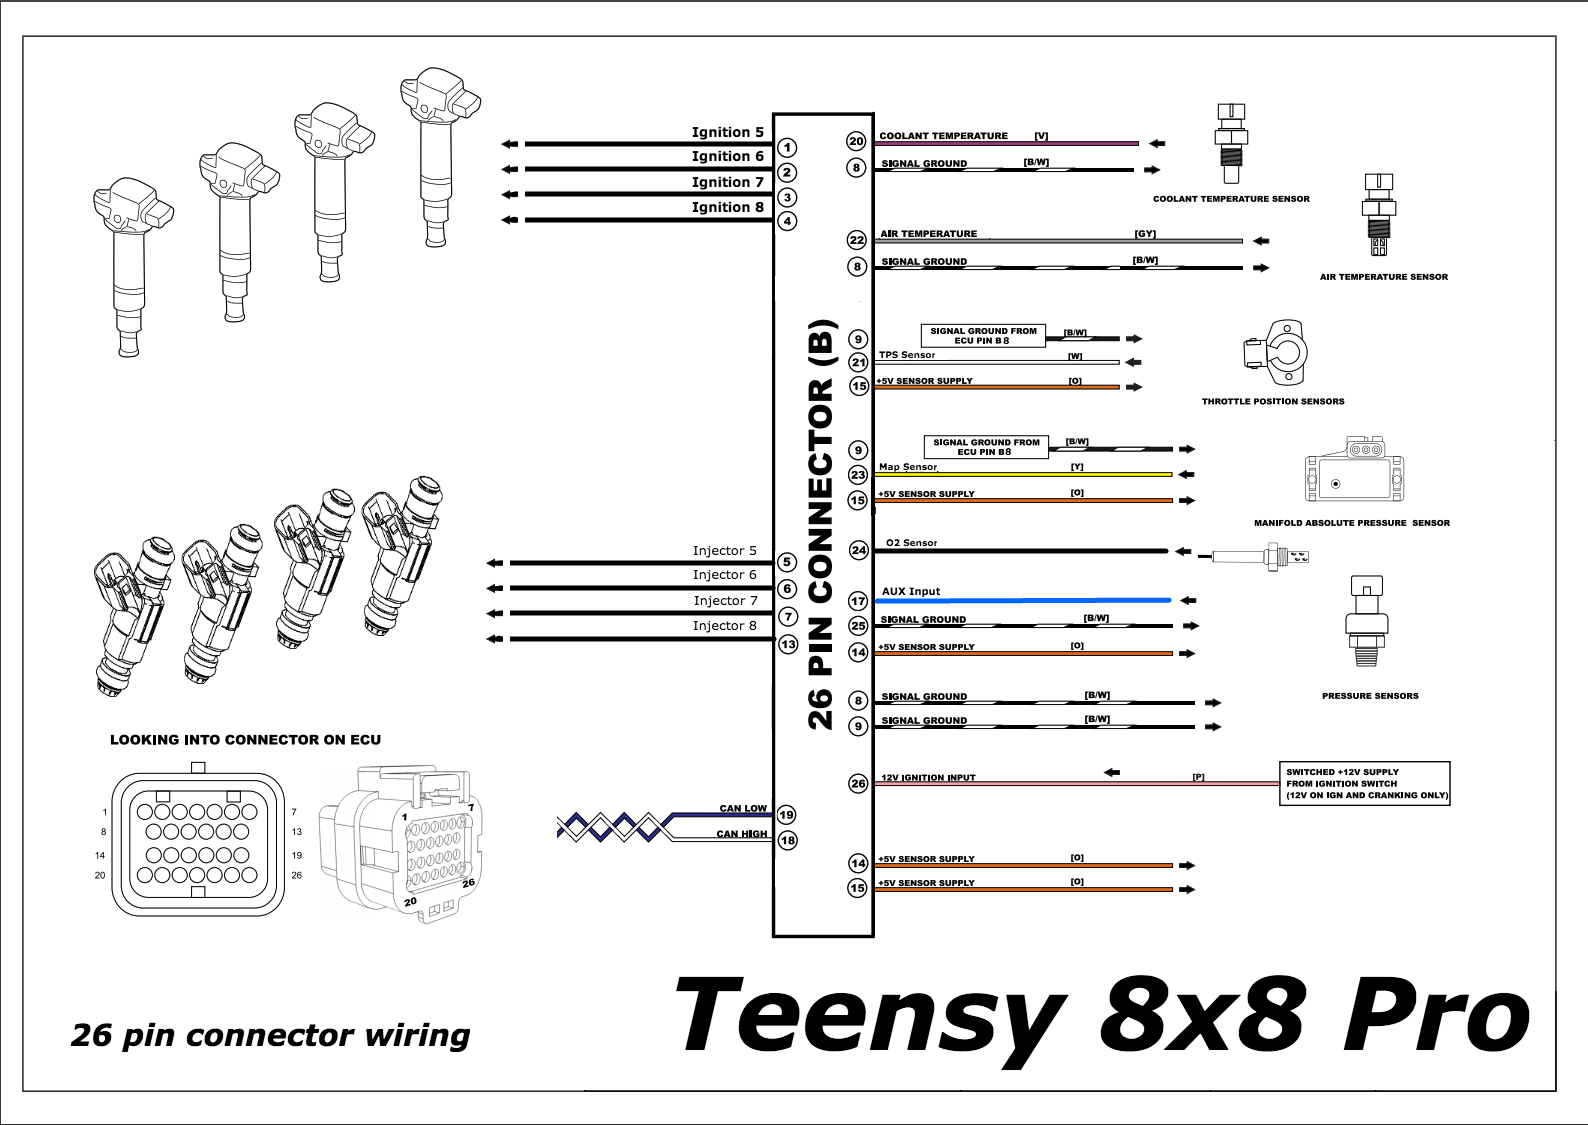 Ignition 5
1
Ignition 6
2
Ignition 7
3
Ignition 8
4
26 PIN CONNECTOR (B)
20 COOLANT TEMPERATURE [V]
8 SIGNAL GROUND [B/W]
COOLANT TEMPERATURE SENSOR
22 AIR TEMPERATURE [GY]
8 SIGNAL GROUND [B/W]
AIR TEMPERATURE SENSOR
9 SIGNAL GROUND FROM [B/W]
ECU PIN B8
21 TPS Sensor [W]
15 +5V SENSOR SUPPLY [O]
THROTTLE POSITION SENSORS
9 SIGNAL GROUND FROM [B/W]
ECU PIN B8
23 Map Sensor [Y]
15 +5V SENSOR SUPPLY [O]
MANIFOLD ABSOLUTE PRESSURE SENSOR
24 O2 Sensor
Injector 5
5
Injector 6
6
Injector 7
7
Injector 8
13
17 AUX Input
25 SIGNAL GROUND [B/W]
14 +5V SENSOR SUPPLY [O]
PRESSURE SENSORS
8 SIGNAL GROUND [B/W]
9 SIGNAL GROUND [B/W]
26 12V IGNITION INPUT [P]
SWITCHED +12V SUPPLY
FROM IGNITION SWITCH
(12V ON IGN AND CRANKING ONLY)
14 +5V SENSOR SUPPLY [O]
15 +5V SENSOR SUPPLY [O]
CAN LOW 19
CAN HIGH 18
LOOKING INTO CONNECTOR ON ECU
1 7
8 13
14 19
20 26
1 7
20 26
26 pin connector wiring
Teensy 8x8 Pro